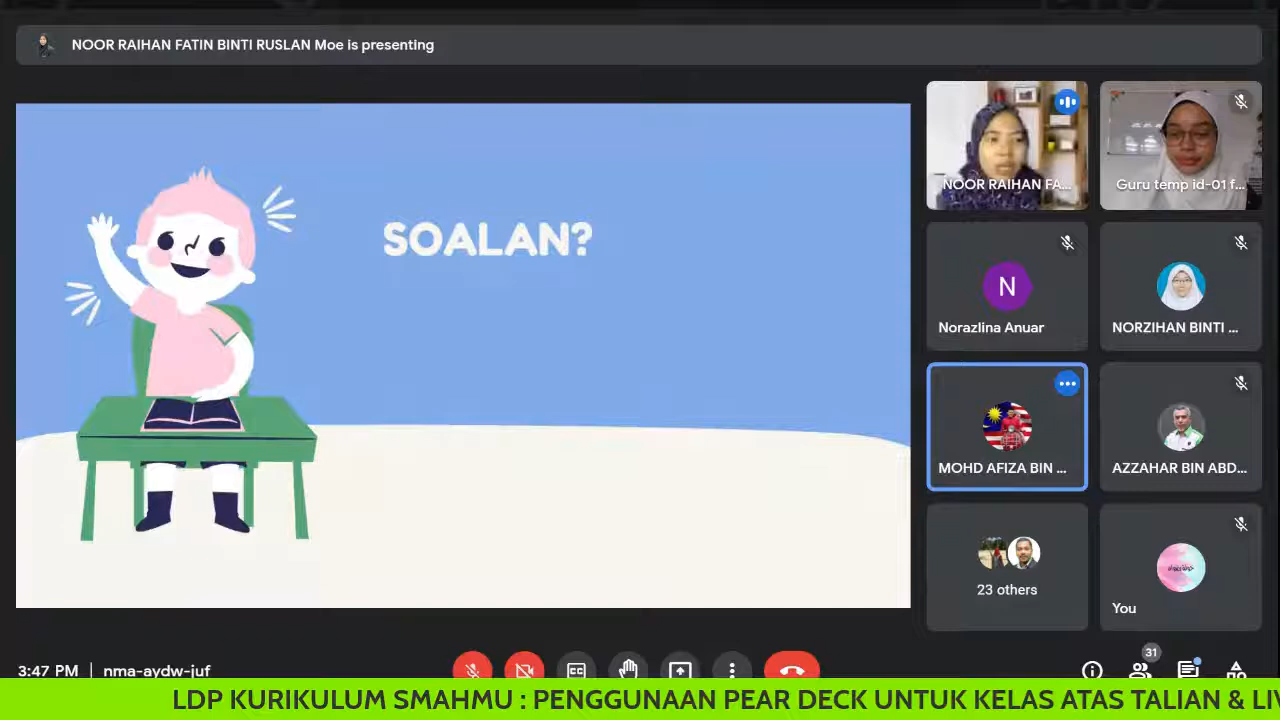 NOOR RAIHAN FATIN BINTI RUSLAN Moe is presenting
SOALAN?
NOOR RAIHAN FA...
Guru temp id-01 f...
N
Norazlina Anuar
NORZIHAN BINTI ...
MOHD AFIZA BIN ...
AZZAHAR BIN ABD...
23 others
You
3:47 PM | nma-aydw-juf
CC
31
LDP KURIKULUM SMAHMU : PENGGUNAAN PEAR DECK UNTUK KELAS ATAS TALIAN & LIV